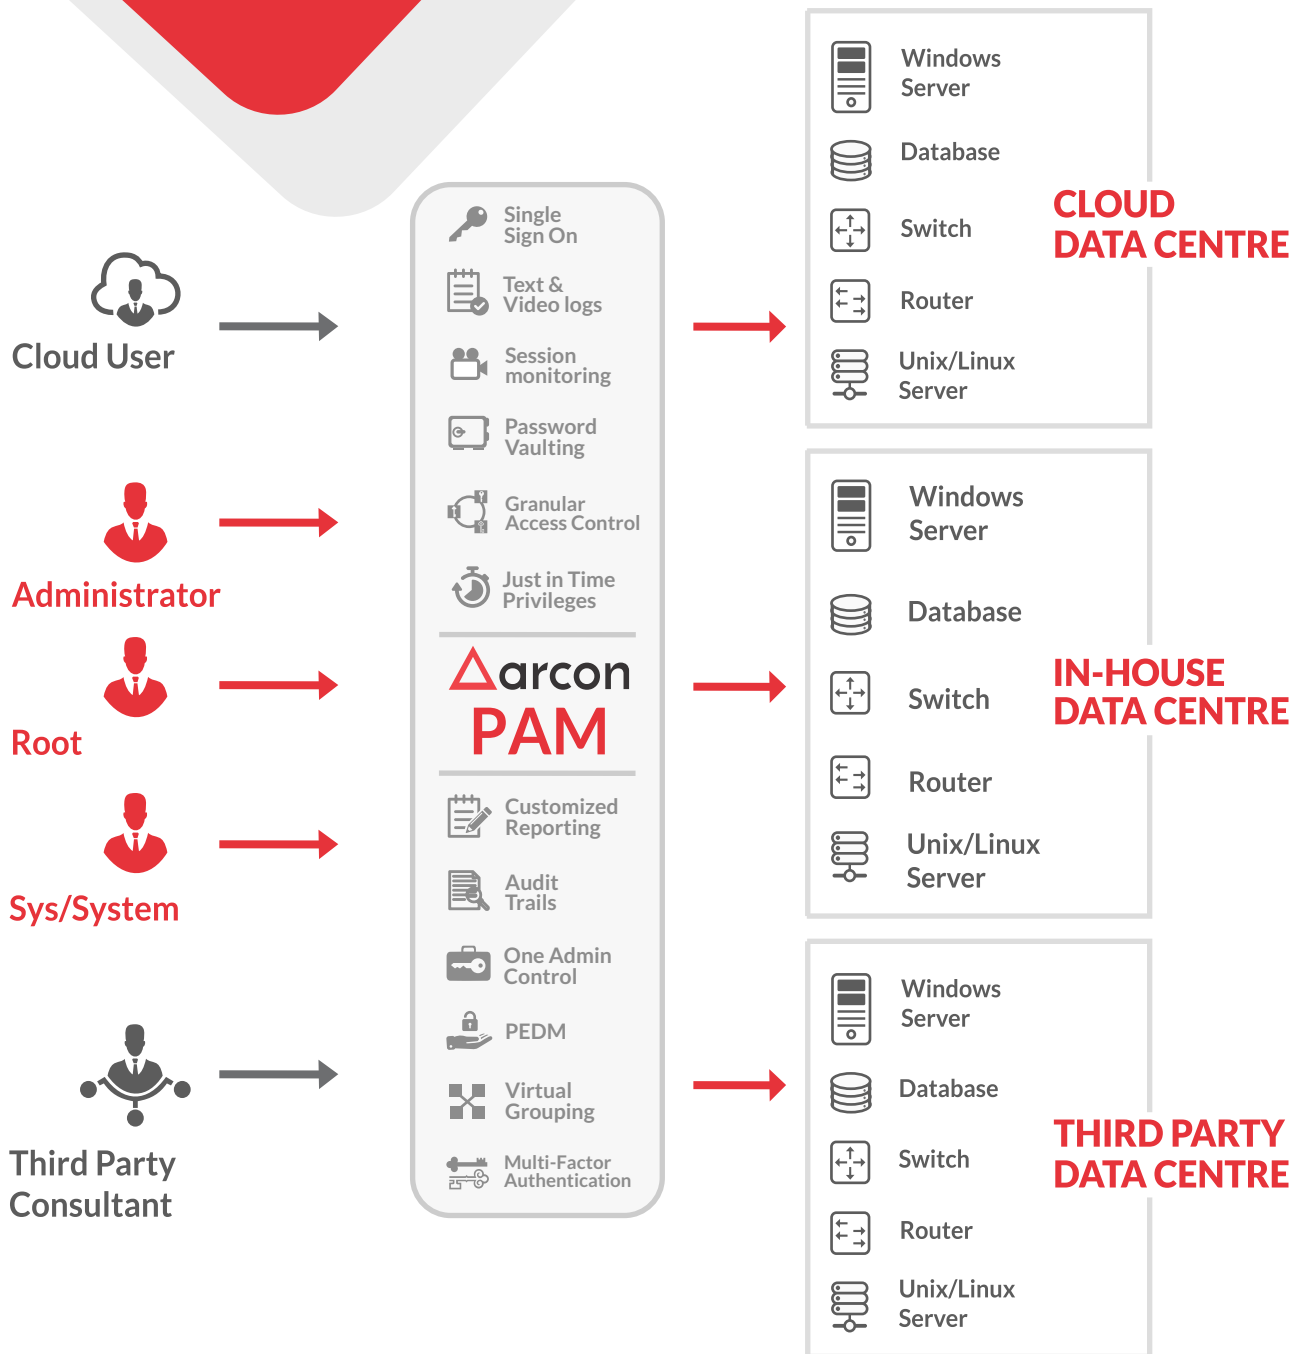 Cloud User
Administrator
Root
Sys/System
Third Party
Consultant
Single
Sign On
Text &
Video logs
Session
monitoring
Password
Vaulting
Granular
Access Control
Just in Time
Privileges
arcon
PAM
Customized
Reporting
Audit
Trails
One Admin
Control
PEDM
Virtual
Grouping
Multi-Factor
Authentication
Windows
Server
Database
Switch
Router
Unix/Linux
Server
CLOUD
DATA CENTRE
Windows
Server
Database
Switch
Router
Unix/Linux
Server
IN-HOUSE
DATA CENTRE
Windows
Server
Database
Switch
Router
Unix/Linux
Server
THIRD PARTY
DATA CENTRE